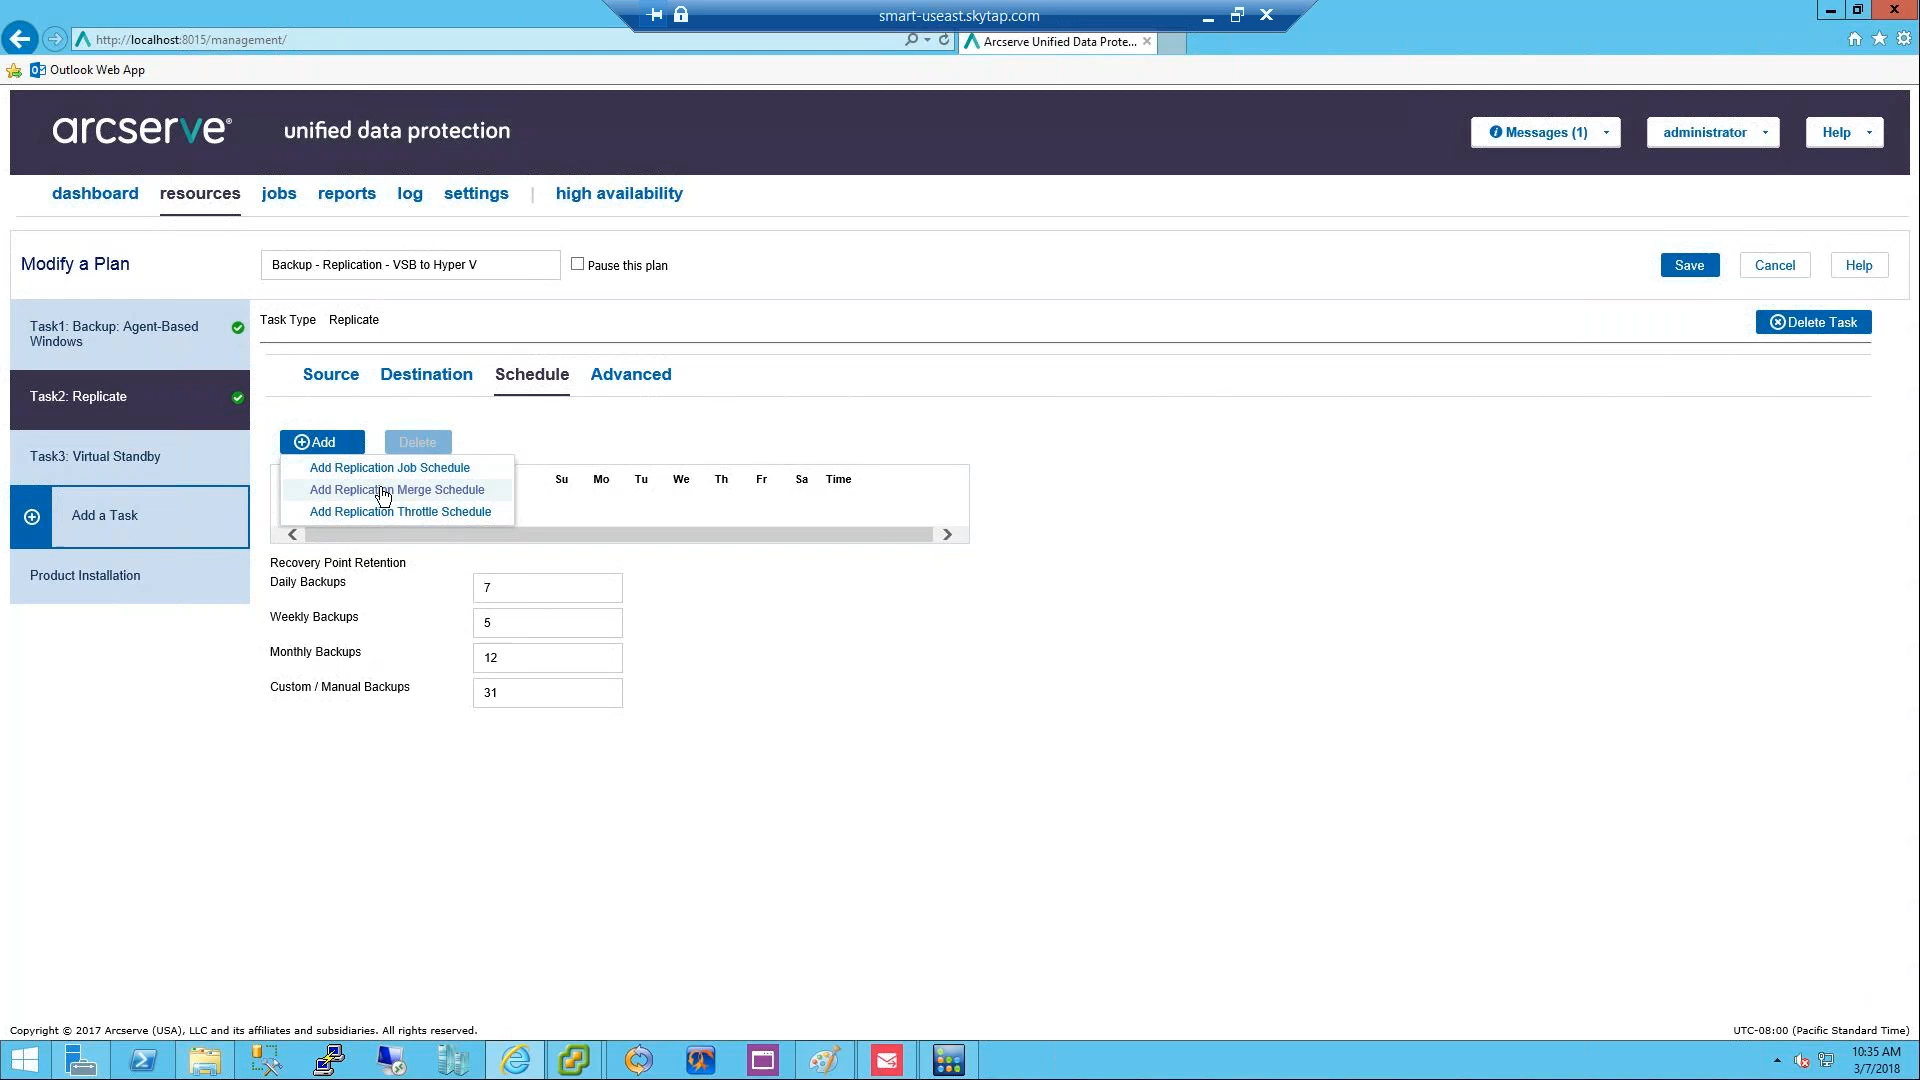 smart-useast.skytap.com
http://localhost:8015/management/
Arcserve Unified Data Prote...
Outlook Web App
arcserve® unified data protection
Messages (1)
administrator
Help
dashboard
resources
jobs
reports
log
settings
|
high availability
Modify a Plan
Backup - Replication - VSB to Hyper V
Pause this plan
Save
Cancel
Help
Task1: Backup: Agent-Based
Windows
Task2: Replicate
Task3: Virtual Standby
Add a Task
Product Installation
Task Type Replicate
Delete Task
Source
Destination
Schedule
Advanced
Add
Delete
Add Replication Job Schedule
Add Replication Merge Schedule
Add Replication Throttle Schedule
Su Mo Tu We Th Fr Sa Time
Recovery Point Retention
Daily Backups 7
Weekly Backups 5
Monthly Backups 12
Custom / Manual Backups 31
Copyright © 2017 Arcserve (USA), LLC and its affiliates and subsidiaries. All rights reserved.
UTC-08:00 (Pacific Standard Time)
10:35 AM
3/7/2018